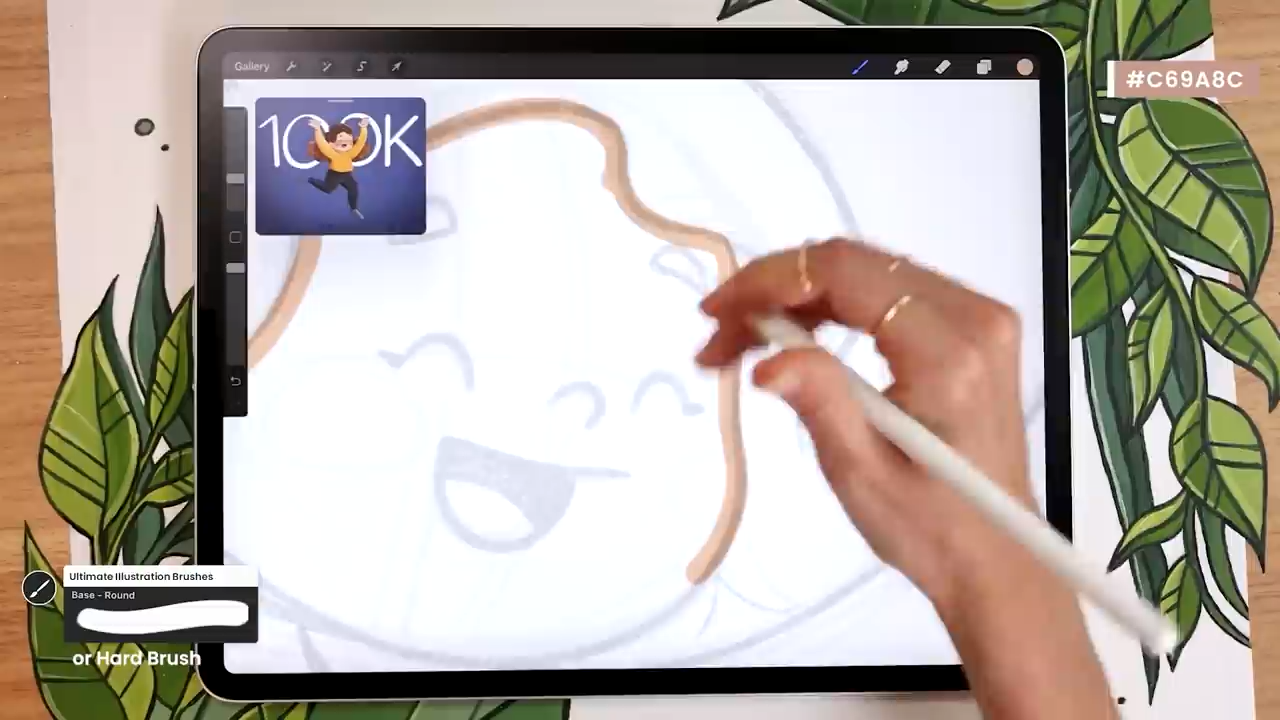 Gallery
#C69A8C
100K
Ultimate Illustration Brushes
Base - Round
or Hard Brush